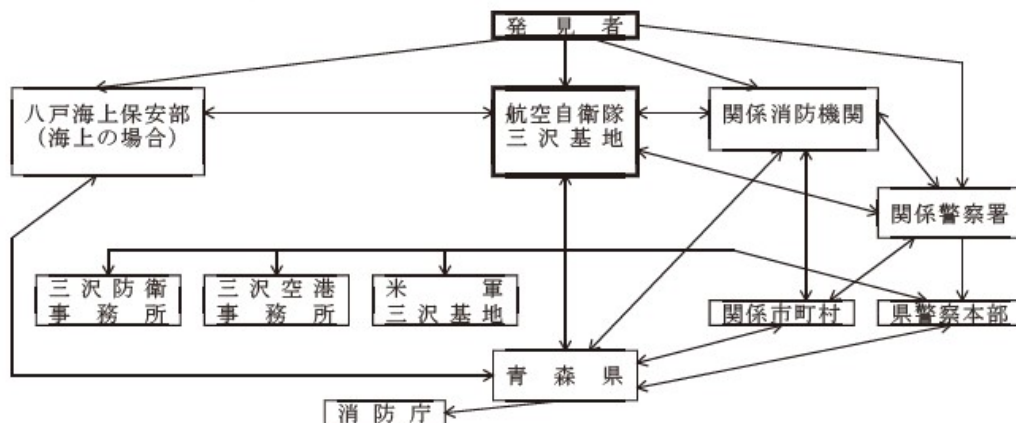 発見者
八戸海上保安部
(海上の場合)
航空自衛隊
三沢基地
関係消防機関
関係警察署
三沢防衛
事務所
三沢空港
事務所
米軍
三沢基地
関係市町村
県警察本部
青森県
消防庁